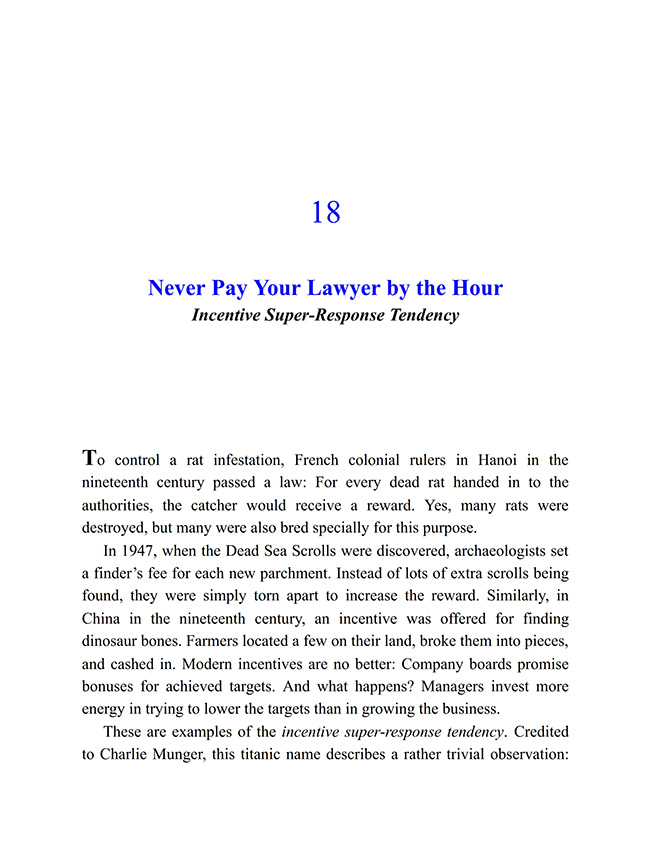 18
Never Pay Your Lawyer by the Hour
Incentive Super-Response Tendency
To control a rat infestation, French colonial rulers in Hanoi in the
nineteenth century passed a law: For every dead rat handed in to the
authorities, the catcher would receive a reward. Yes, many rats were
destroyed, but many were also bred specially for this purpose.
In 1947, when the Dead Sea Scrolls were discovered, archaeologists set
a finder’s fee for each new parchment. Instead of lots of extra scrolls being
found, they were simply torn apart to increase the reward. Similarly, in
China in the nineteenth century, an incentive was offered for finding
dinosaur bones. Farmers located a few on their land, broke them into pieces,
and cashed in. Modern incentives are no better: Company boards promise
bonuses for achieved targets. And what happens? Managers invest more
energy in trying to lower the targets than in growing the business.
These are examples of the incentive super-response tendency. Credited
to Charlie Munger, this titanic name describes a rather trivial observation: